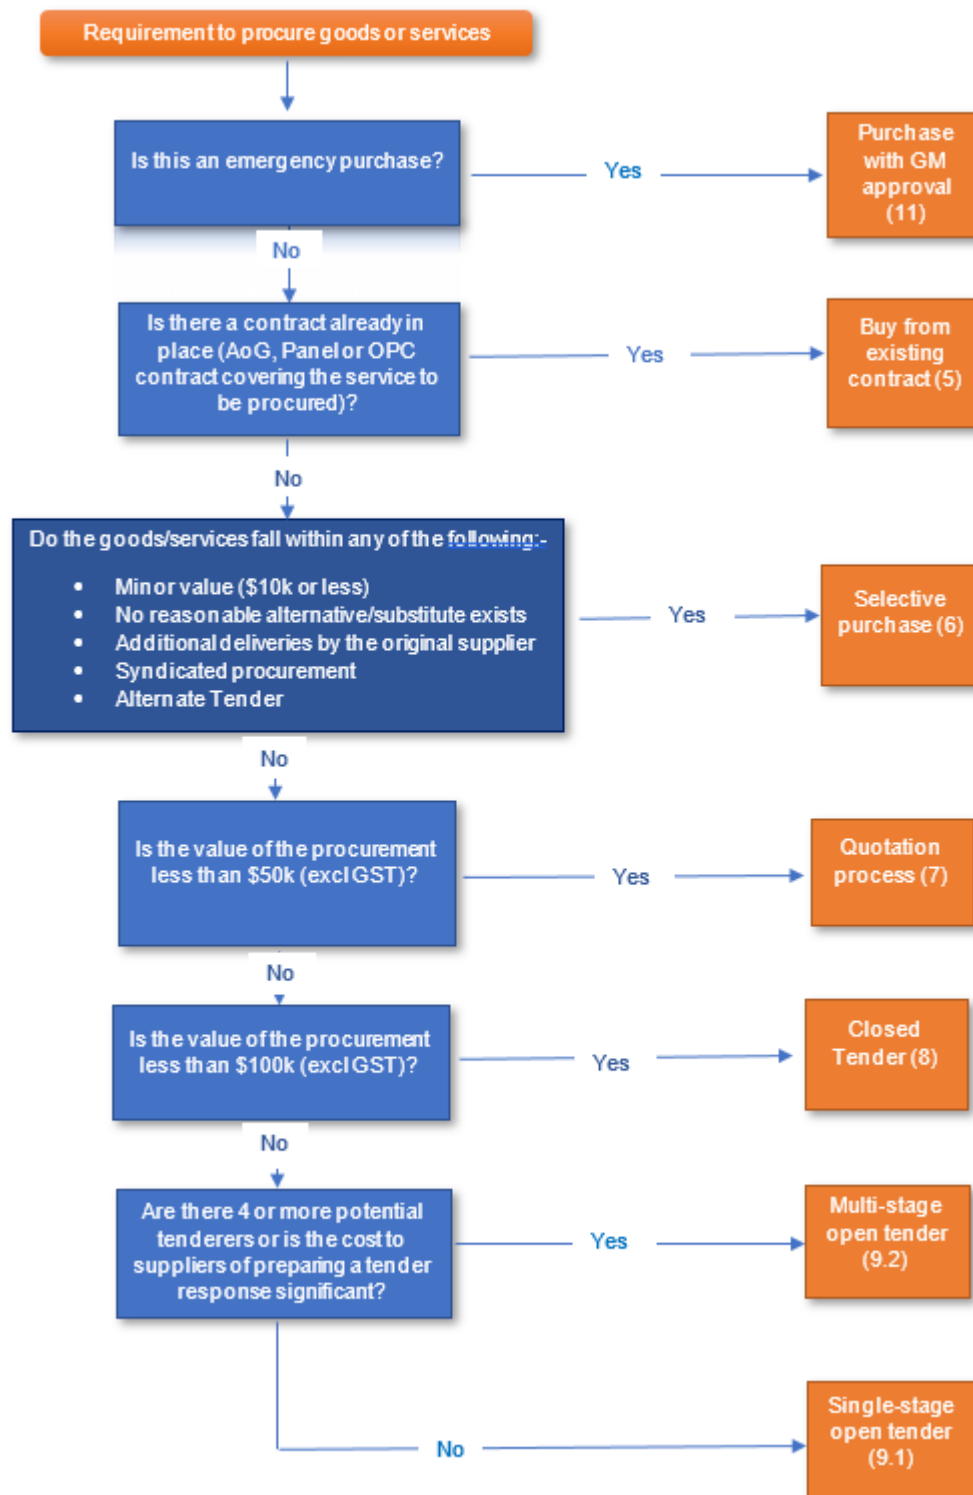 Requirement to procure goods or services
Is this an emergency purchase?
Yes
Purchase
with GM
approval
(11)
No
Is there a contract already in
place (AoG, Panel or OPC
contract covering the service to
be procured)?
Yes
Buy from
existing
contract (5)
No
Do the goods/services fall within any of the following:-
• Minor value ($10k or less)
• No reasonable alternative/substitute exists
• Additional deliveries by the original supplier
• Syndicated procurement
• Alternate Tender
Yes
Selective
purchase (6)
No
Is the value of the procurement
less than $50k (excl GST)?
Yes
Quotation
process (7)
No
Is the value of the procurement
less than $100k (excl GST)?
Yes
Closed
Tender (8)
No
Are there 4 or more potential
tenderers or is the cost to
suppliers of preparing a tender
response significant?
Yes
Multi-stage
open tender
(9.2)
No
Single-stage
open tender
(9.1)